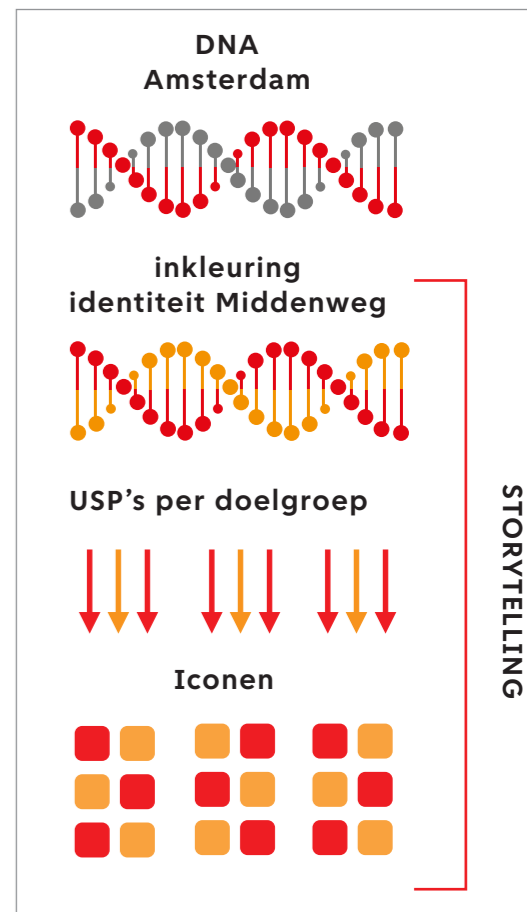 DNA
Amsterdam
inkleuring
identiteit Middenweg
USP’s per doelgroep
Iconen
STORYTELLING